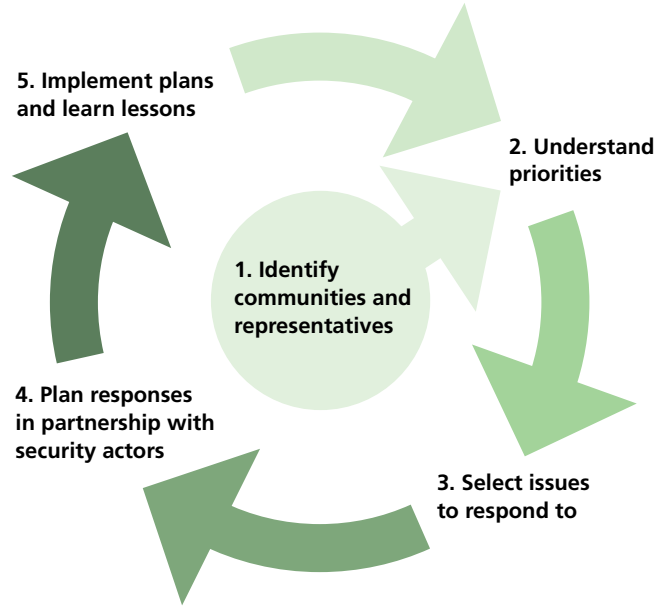 1. Identify
communities and
representatives
2. Understand
priorities
3. Select issues
to respond to
4. Plan responses
in partnership with
security actors
5. Implement plans
and learn lessons